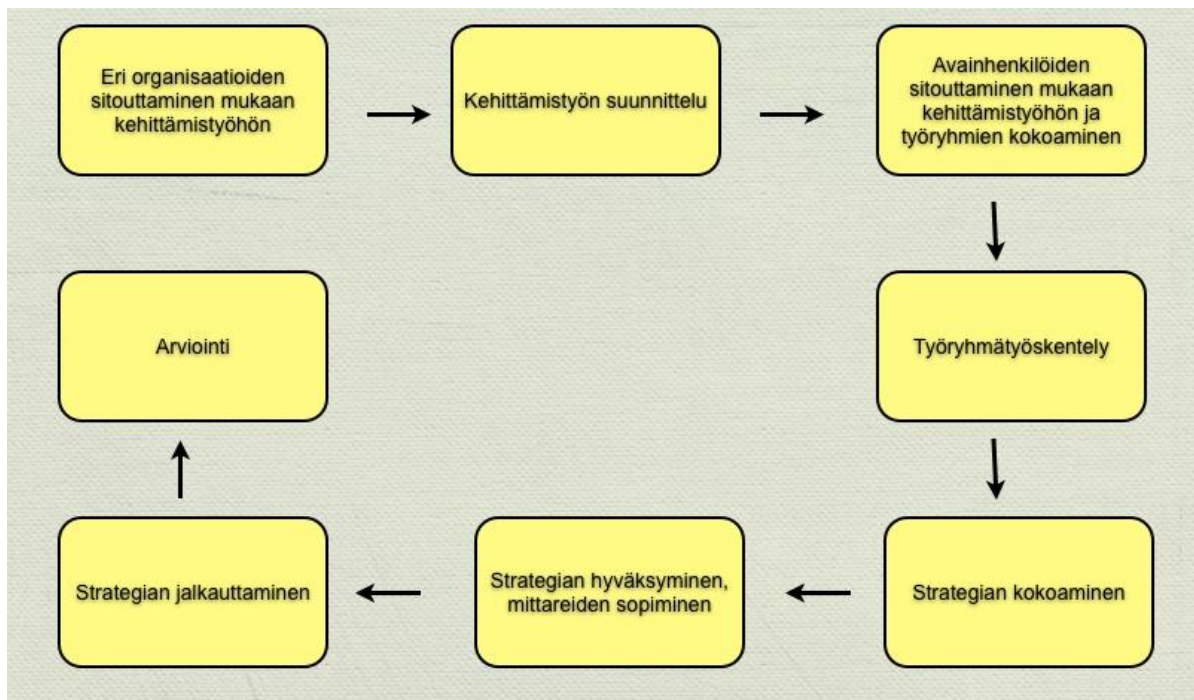 Eri organisaatioiden
sitouttaminen mukaan
kehittämistyöhön
Kehittämistyön suunnittelu
Avainhenkilöiden
sitouttaminen mukaan
kehittämistyöhön ja
työryhmien kokoaminen
Työryhmätyöskentely
Strategian kokoaminen
Strategian hyväksyminen,
mittareiden sopiminen
Strategian jalkauttaminen
Arviointi